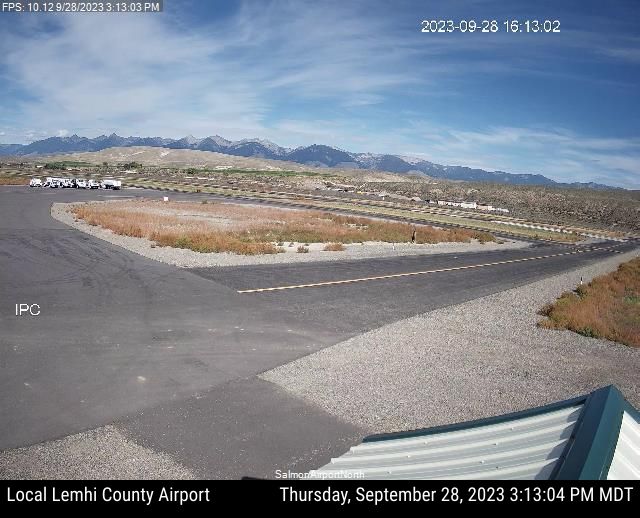 FPS: 10.12 9/28/2023 3:13:03 PM
2023-09-28 16:13:02
IPC
SalmonAirportNorth
Local Lemhi County Airport Thursday, September 28, 2023 3:13:04 PM MDT